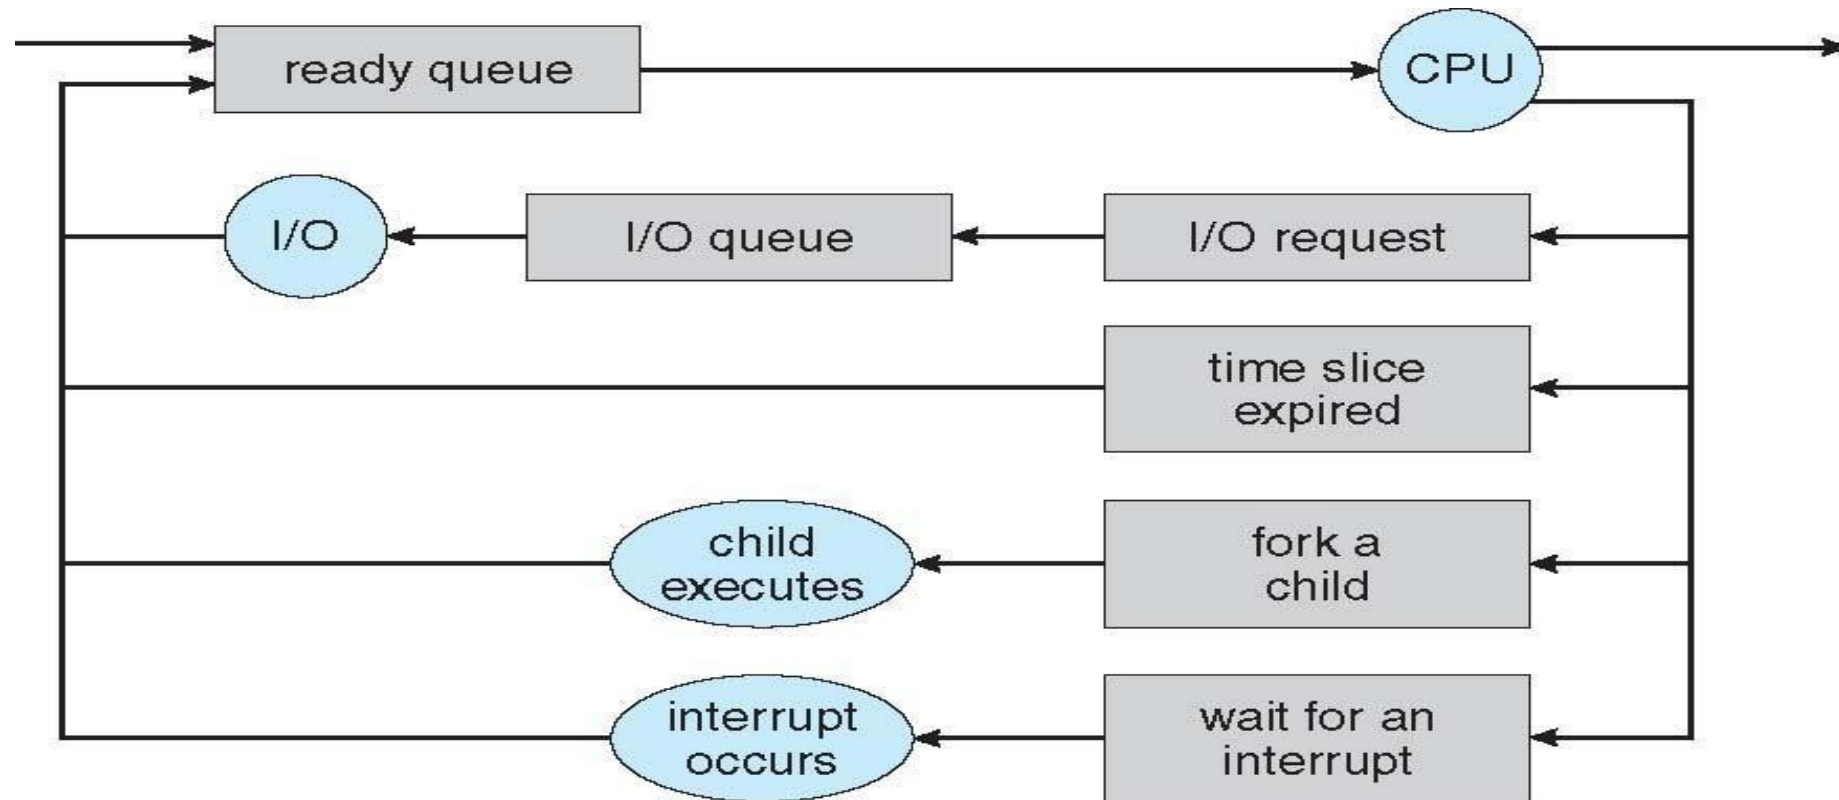 ready queue
CPU
I/O
I/O queue
I/O request
time slice
expired
child
executes
fork a
child
interrupt
occurs
wait for an
interrupt